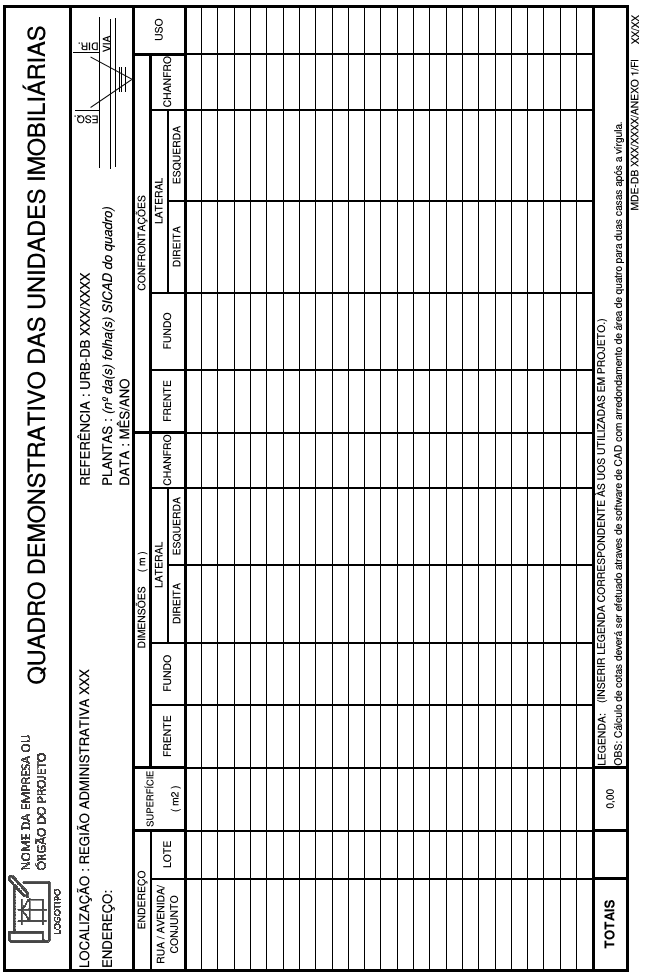 LOGOTIPO
NOME DA EMPRESA OU
ÓRGÃO DO PROJETO
QUADRO DEMONSTRATIVO DAS UNIDADES IMOBILIÁRIAS
LOCALIZAÇÃO : REGIÃO ADMINISTRATIVA XXX
ENDEREÇO:
REFERÊNCIA : URB-DB XXX/XXXX
PLANTAS : (nº da(s) folha(s) SICAD do quadro)
DATA : MÊS/ANO
ESQ.
DIR.
VIA
ENDEREÇO
RUA / AVENIDA/
CONJUNTO
LOTE
SUPERFÍCIE
( m2 )
DIMENSÕES ( m )
FRENTE
FUNDO
LATERAL
DIREITA
ESQUERDA
CHANFRO
CONFRONTAÇÕES
FRENTE
FUNDO
LATERAL
DIREITA
ESQUERDA
CHANFRO
USO
TOTAIS
0,00
LEGENDA: (INSERIR LEGENDA CORRESPONDENTE ÀS UOS UTILIZADAS EM PROJETO.)
OBS: Cálculo de cotas deverá ser efetuado atraves de software de CAD com arredondamento de área de quatro para duas casas após a vírgula.
MDE-DB XXX/XXXX/ANEXO 1/Fl XX/XX